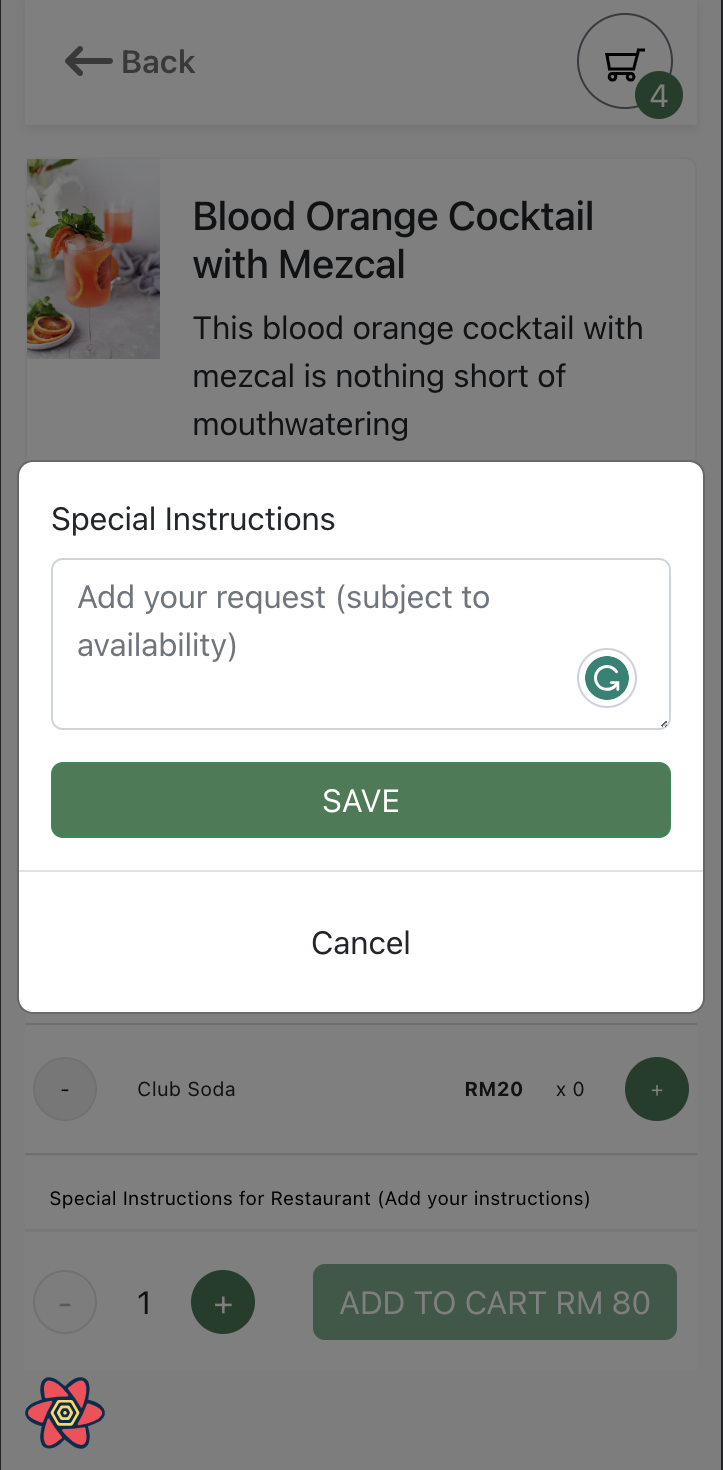 Back
4
Blood Orange Cocktail
with Mezcal
This blood orange cocktail with
mezcal is nothing short of
mouthwatering
Special Instructions
Add your request (subject to
availability)
SAVE
Cancel
- Club Soda RM20 x 0 +
Special Instructions for Restaurant (Add your instructions)
- 1 + ADD TO CART RM 80